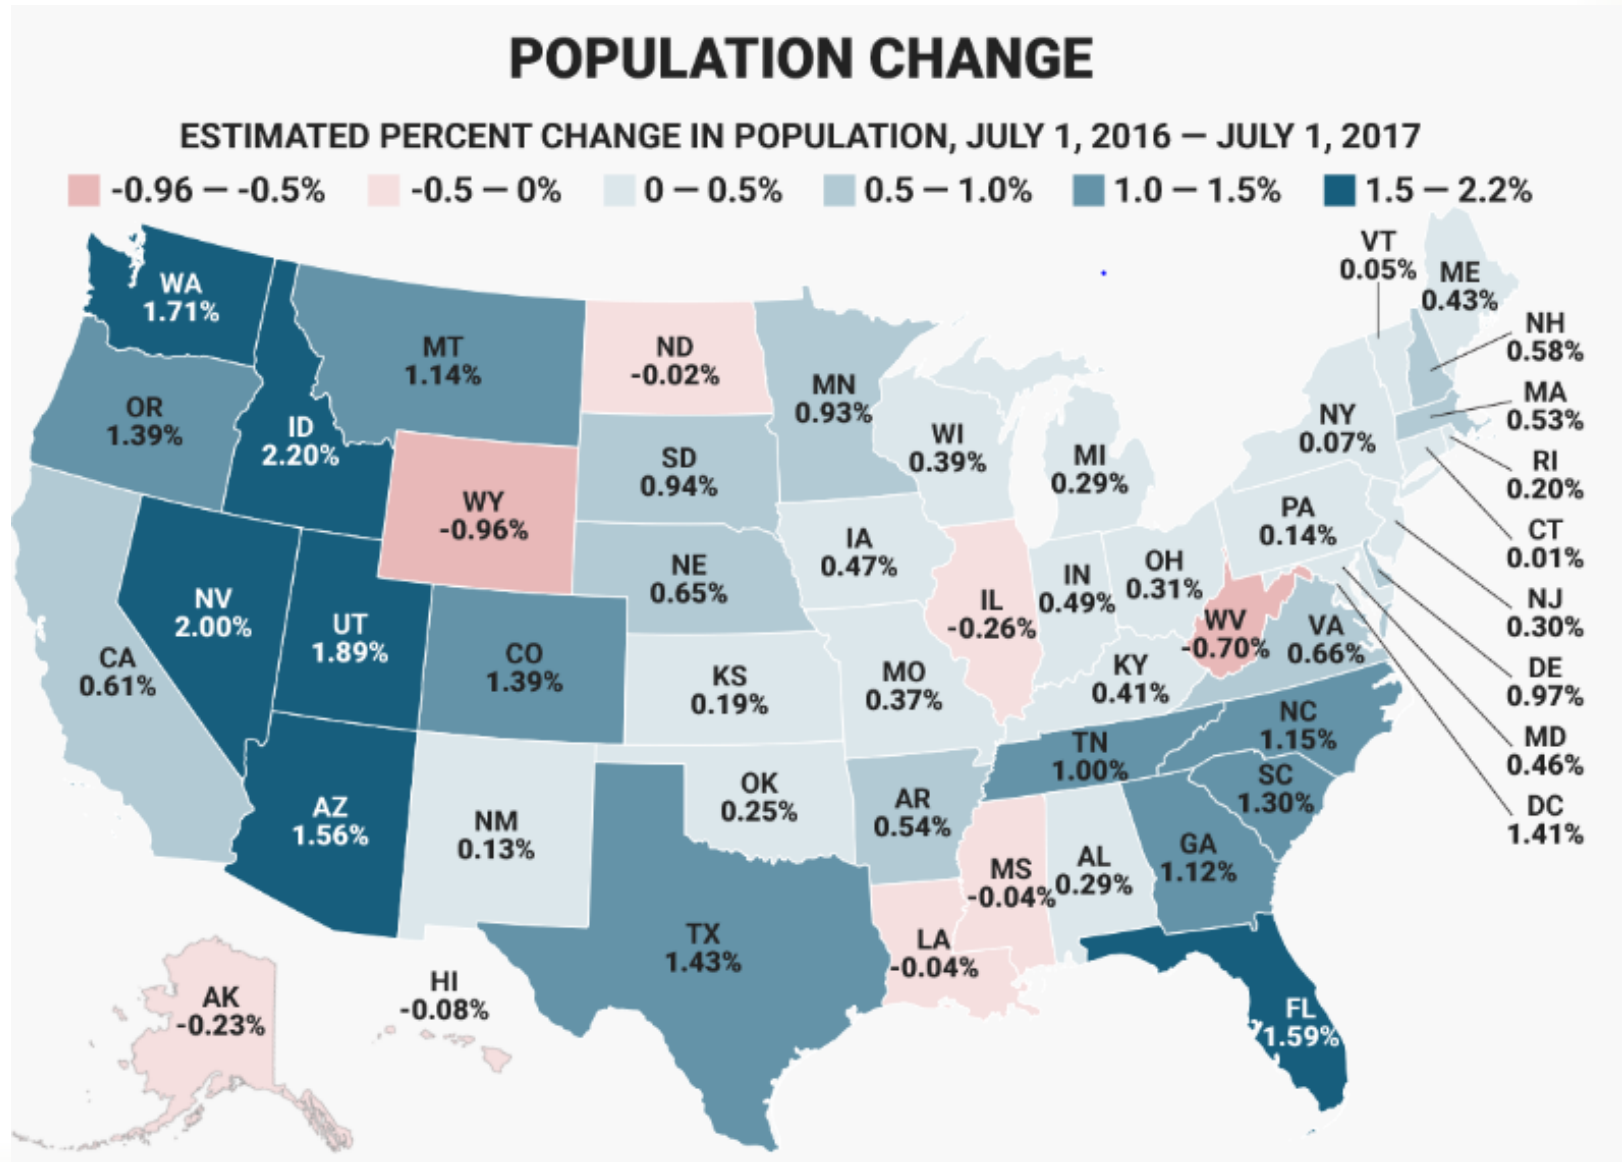 POPULATION CHANGE
ESTIMATED PERCENT CHANGE IN POPULATION, JULY 1, 2016 — JULY 1, 2017
-0.96 — -0.5%
-0.5 — 0%
0 — 0.5%
0.5 — 1.0%
1.0 — 1.5%
1.5 — 2.2%
WA
1.71%
OR
1.39%
ID
2.20%
MT
1.14%
ND
-0.02%
MN
0.93%
WI
0.39%
MI
0.29%
VT
0.05%
ME
0.43%
NH
0.58%
MA
0.53%
NY
0.07%
RI
0.20%
CT
0.01%
PA
0.14%
NJ
0.30%
DE
0.97%
MD
0.46%
DC
1.41%
WY
-0.96%
SD
0.94%
NE
0.65%
IA
0.47%
IL
-0.26%
IN
0.49%
OH
0.31%
WV
-0.70%
VA
0.66%
CA
0.61%
NV
2.00%
UT
1.89%
CO
1.39%
KS
0.19%
MO
0.37%
KY
0.41%
NC
1.15%
TN
1.00%
SC
1.30%
AZ
1.56%
NM
0.13%
OK
0.25%
AR
0.54%
MS
-0.04%
AL
0.29%
GA
1.12%
TX
1.43%
LA
-0.04%
FL
1.59%
AK
-0.23%
HI
-0.08%